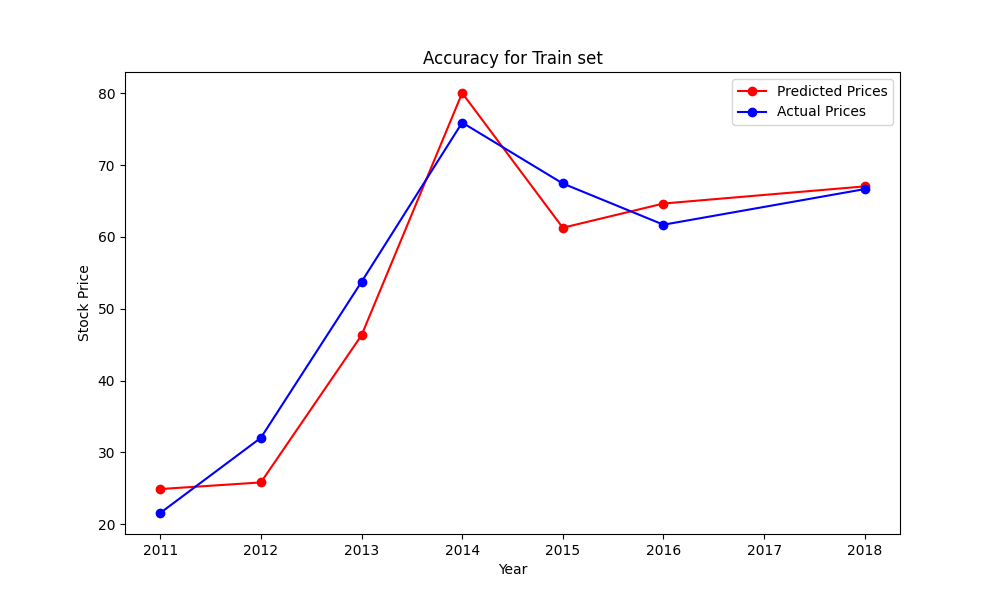 Accuracy for Train set
Predicted Prices
Actual Prices
80
70
60
50
40
30
20
Stock Price
2011 2012 2013 2014 2015 2016 2017 2018
Year